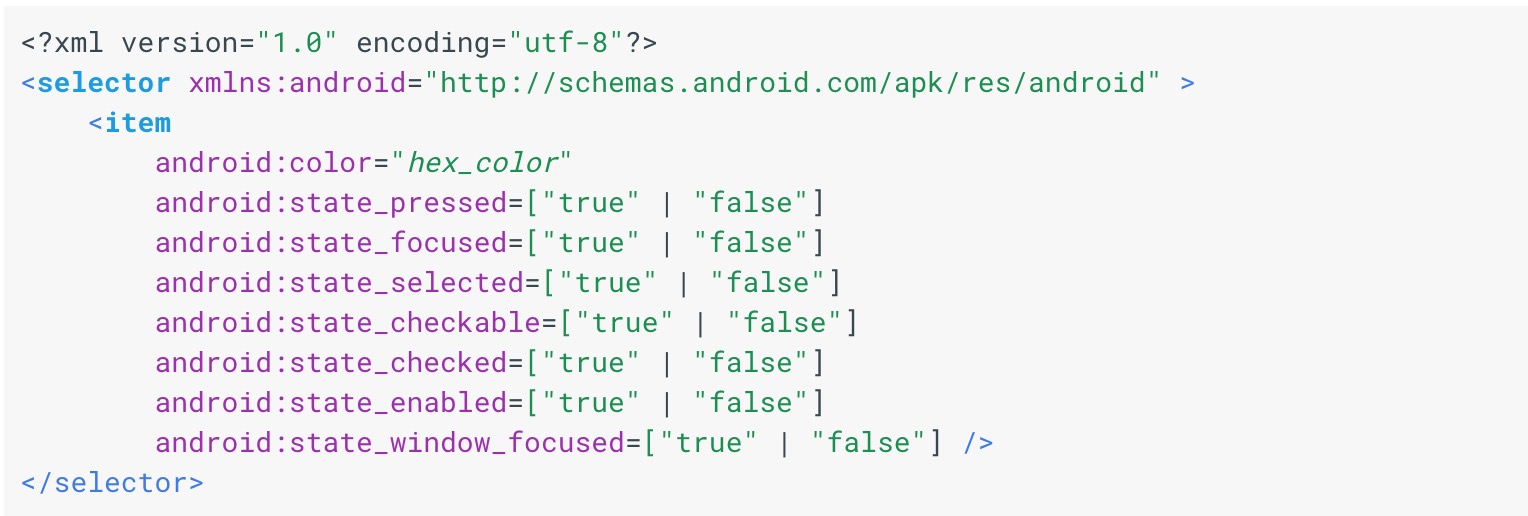 <?xml version="1.0" encoding="utf-8"?>
<selector xmlns:android="http://schemas.android.com/apk/res/android" >
    <item
        android:color="hex_color"
        android:state_pressed=["true" | "false"]
        android:state_focused=["true" | "false"]
        android:state_selected=["true" | "false"]
        android:state_checkable=["true" | "false"]
        android:state_checked=["true" | "false"]
        android:state_enabled=["true" | "false"]
        android:state_window_focused=["true" | "false"] />
</selector>